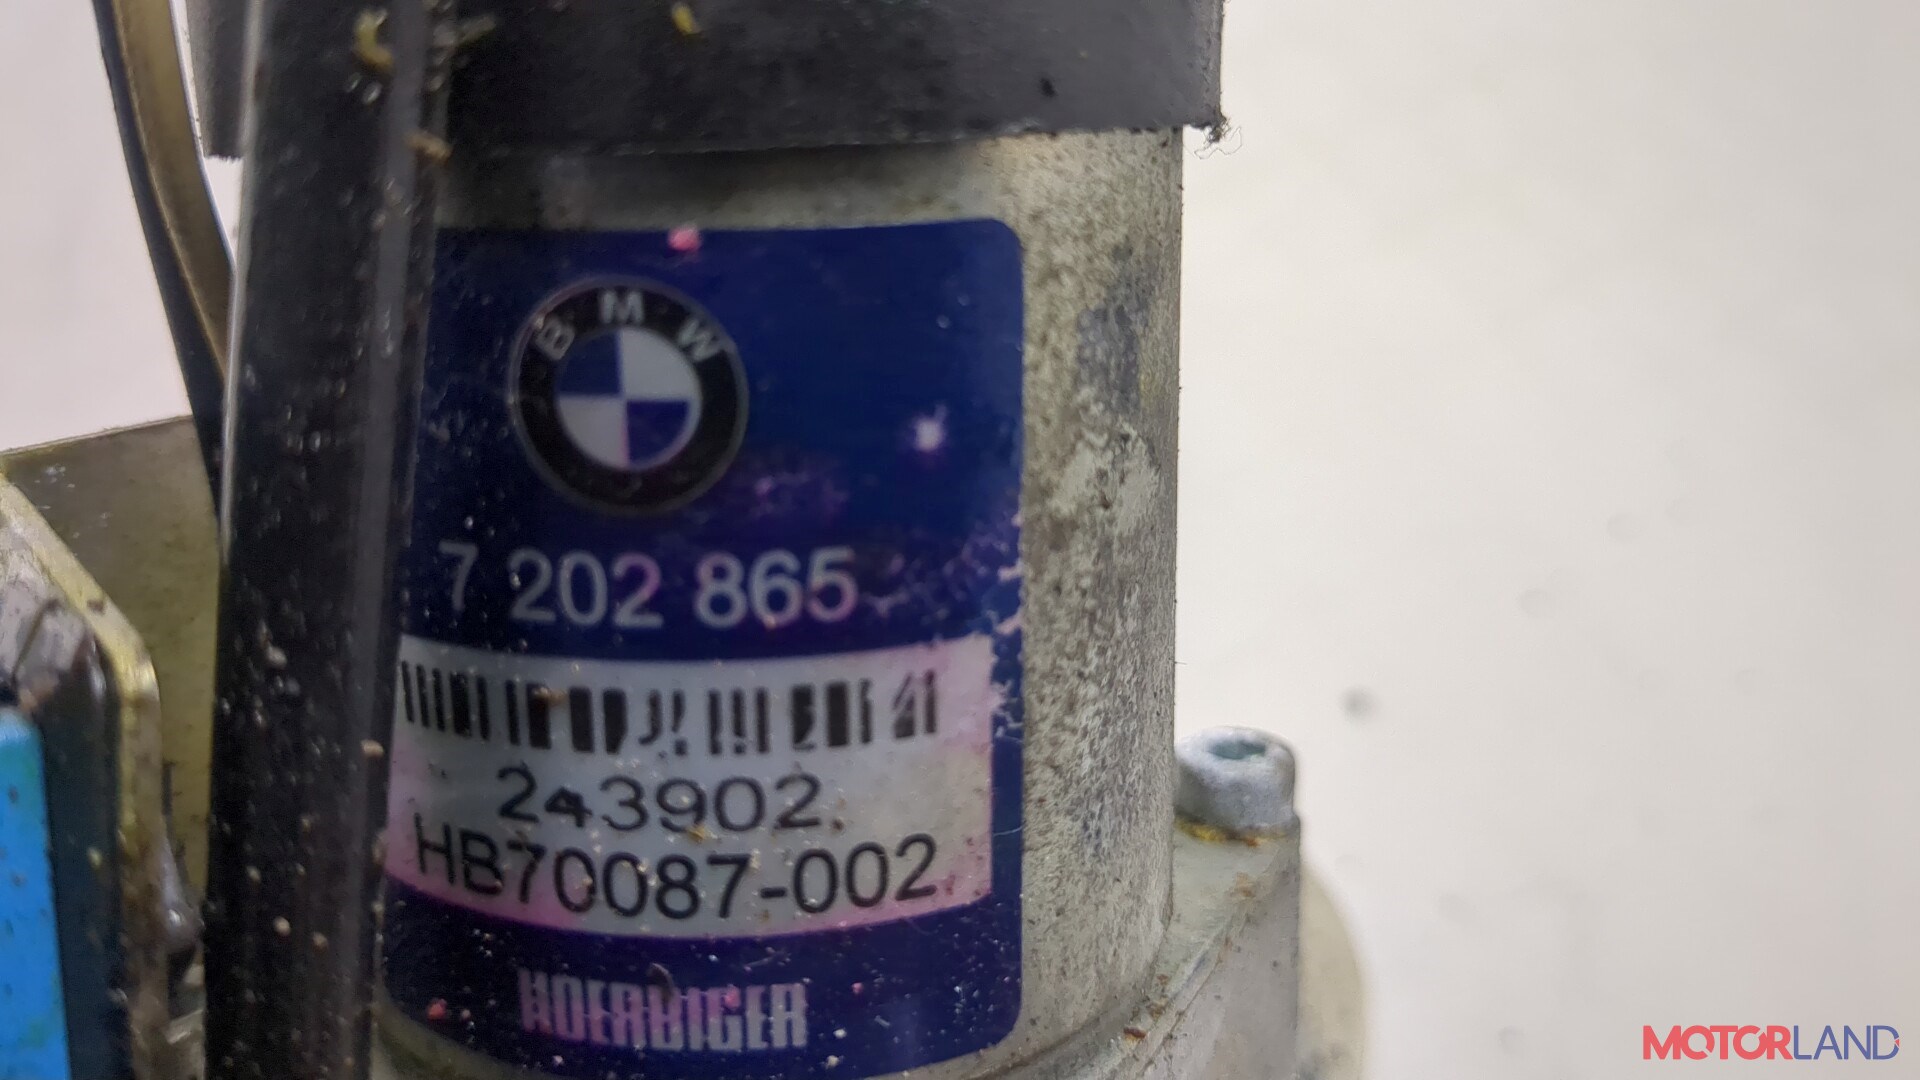 BMW
7 202 865
243902
HB70087-002
HOERBIGER
MOTORLAND